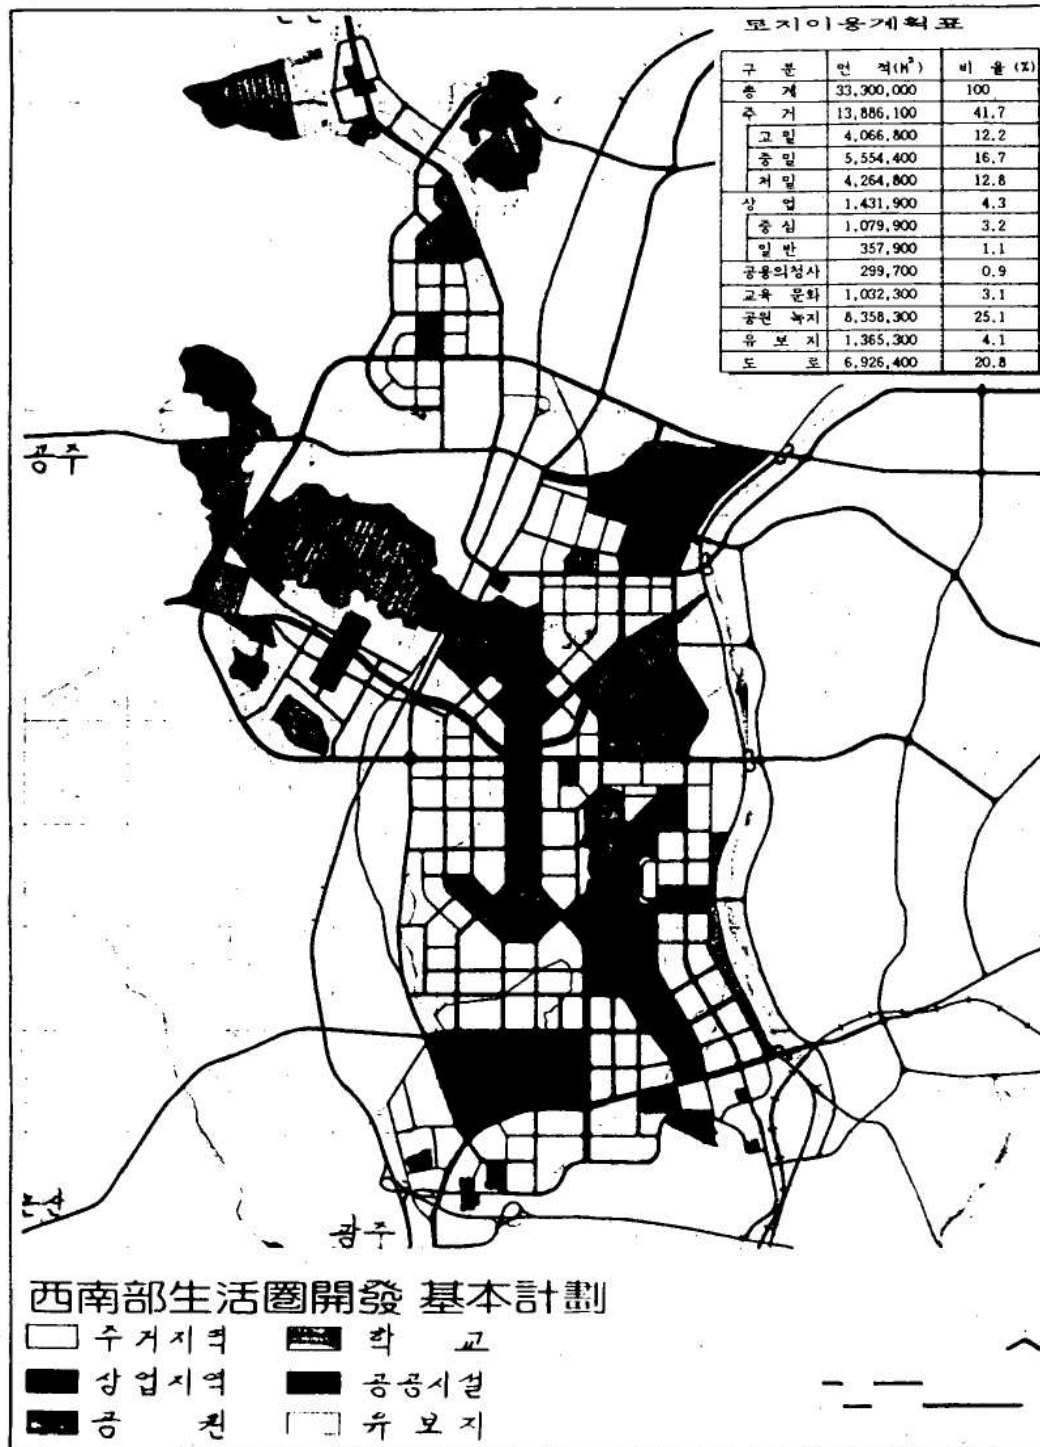 토지이용계획표
구 분 면 적(M²) 비 율 (%)
총 계 33,300,000 100
주 거 13,886,100 41.7
고밀 4,066,800 12.2
중밀 5,554,400 16.7
저밀 4,264,800 12.8
상 업 1,431,900 4.3
중심 1,079,900 3.2
일반 357,900 1.1
공용의청사 299,700 0.9
교육 문화 1,032,300 3.1
공원 녹지 8,358,300 25.1
유 보 지 1,365,300 4.1
도 로 6,926,400 20.8
공주
논산
광주
西南部生活圈開發 基本計劃
주거지역 학 교
상업지역 공공시설
공 원 유보지